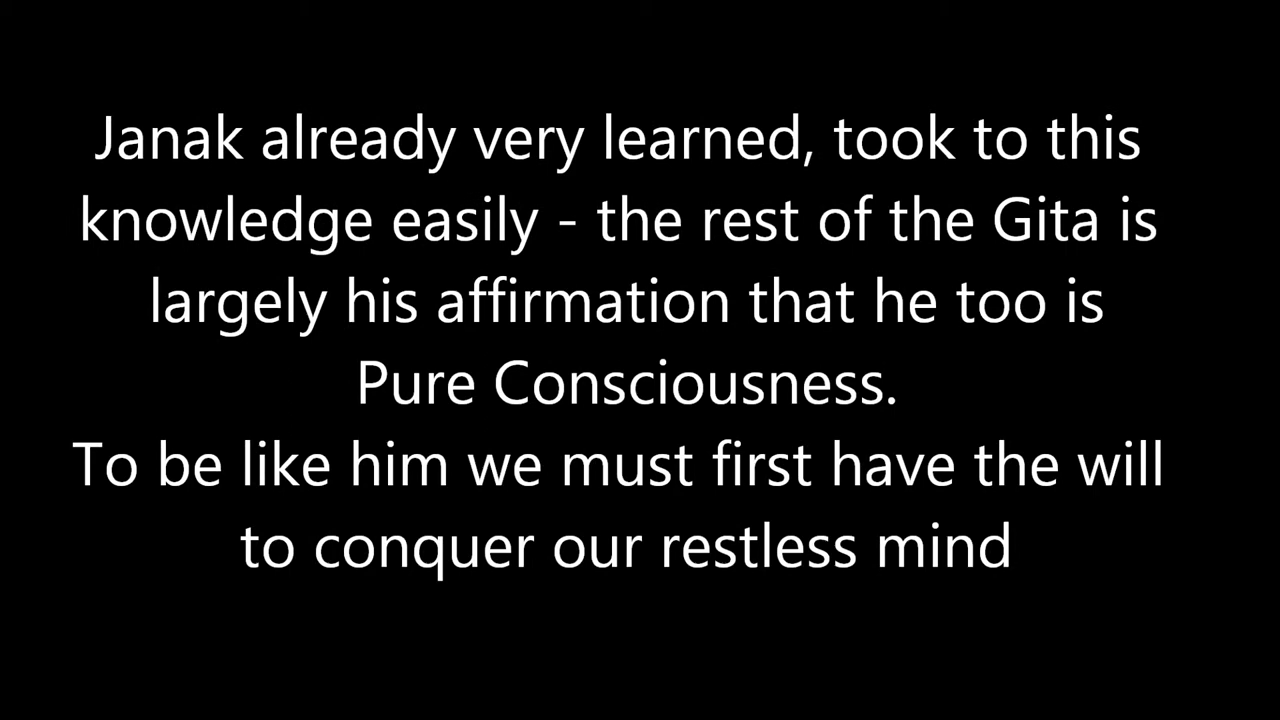 Janak already very learned, took to this
knowledge easily - the rest of the Gita is
largely his affirmation that he too is
Pure Consciousness.
To be like him we must first have the will
to conquer our restless mind